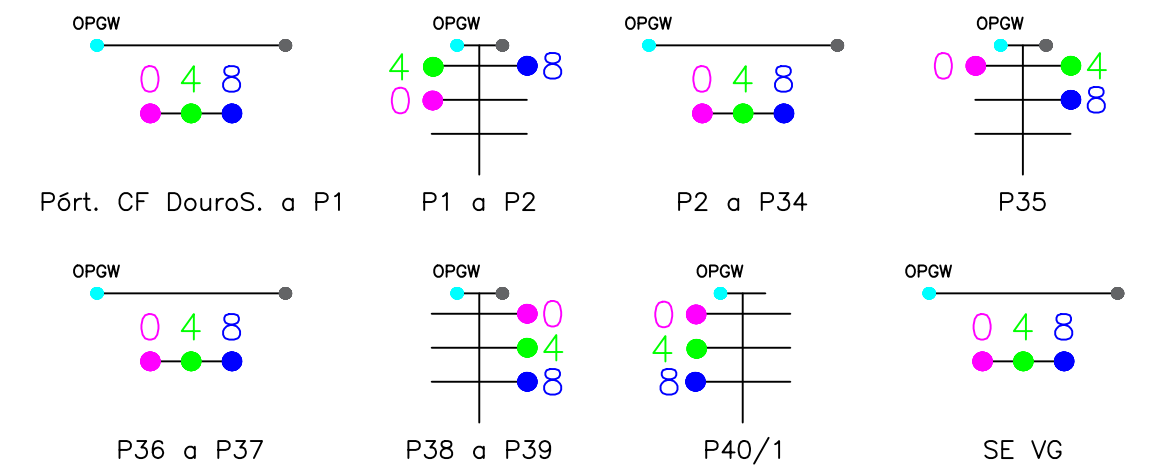 OPGW
0 4 8
Pórt. CF DouroS. a P1
OPGW
4 8
0
P1 a P2
OPGW
0 4 8
P2 a P34
OPGW
0 4
8
P35
OPGW
0 4 8
P36 a P37
OPGW
0
4
8
P38 a P39
OPGW
0
4
8
P40/1
OPGW
0 4 8
SE VG